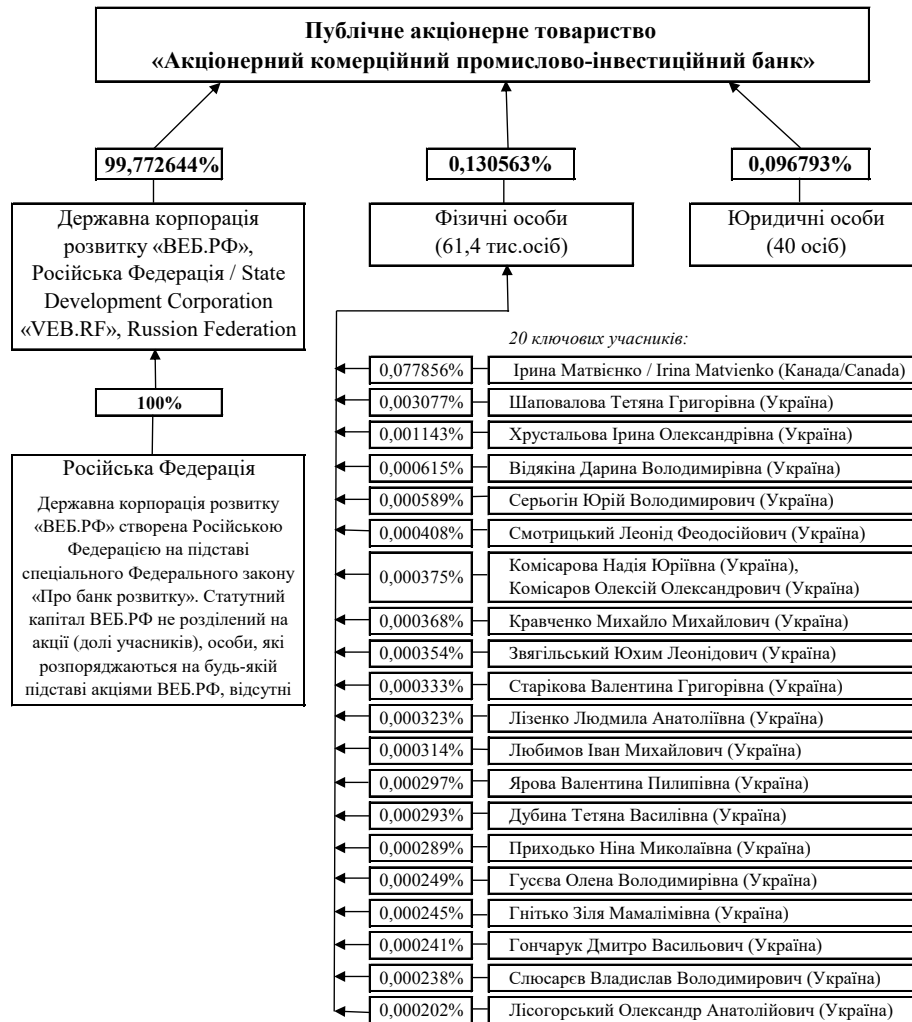 Публічне акціонерне товариство
«Акціонерний комерційний промислово-інвестиційний банк»
99,772644%
0,130563%
0,096793%
Державна корпорація
розвитку «ВЕБ.РФ»,
Російська Федерація / State
Development Corporation
«VEB.RF», Russion Federation
Фізичні особи
(61,4 тис.осіб)
Юридичні особи
(40 осіб)
100%
Російська Федерація
Державна корпорація розвитку
«ВЕБ.РФ» створена Російською
Федерацією на підставі
спеціального Федерального закону
«Про банк розвитку». Статутний
капітал ВЕБ.РФ не розділений на
акції (долі учасників), особи, які
розпоряджаються на будь-якій
підставі акціями ВЕБ.РФ, відсутні
20 ключових учасників:
0,077856% Ірина Матвієнко / Irina Matvienko (Канада/Canada)
0,003077% Шаповалова Тетяна Григорівна (Україна)
0,001143% Хрустальова Ірина Олександрівна (Україна)
0,000615% Відякіна Дарина Володимирівна (Україна)
0,000589% Серьогін Юрій Володимирович (Україна)
0,000408% Смотрицький Леонід Феодосійович (Україна)
0,000375% Комісарова Надія Юріївна (Україна),
Комісаров Олексій Олександрович (Україна)
0,000368% Кравченко Михайло Михайлович (Україна)
0,000354% Звягільський Юхим Леонідович (Україна)
0,000333% Старікова Валентина Григорівна (Україна)
0,000323% Лізенко Людмила Анатоліївна (Україна)
0,000314% Любимов Іван Михайлович (Україна)
0,000297% Ярова Валентина Пилипівна (Україна)
0,000293% Дубина Тетяна Василівна (Україна)
0,000289% Приходько Ніна Миколаївна (Україна)
0,000249% Гусєва Олена Володимирівна (Україна)
0,000245% Гнітько Зіля Мамалімівна (Україна)
0,000241% Гончарук Дмитро Васильович (Україна)
0,000238% Слюсарєв Владислав Володимирович (Україна)
0,000202% Лісогорський Олександр Анатолійович (Україна)